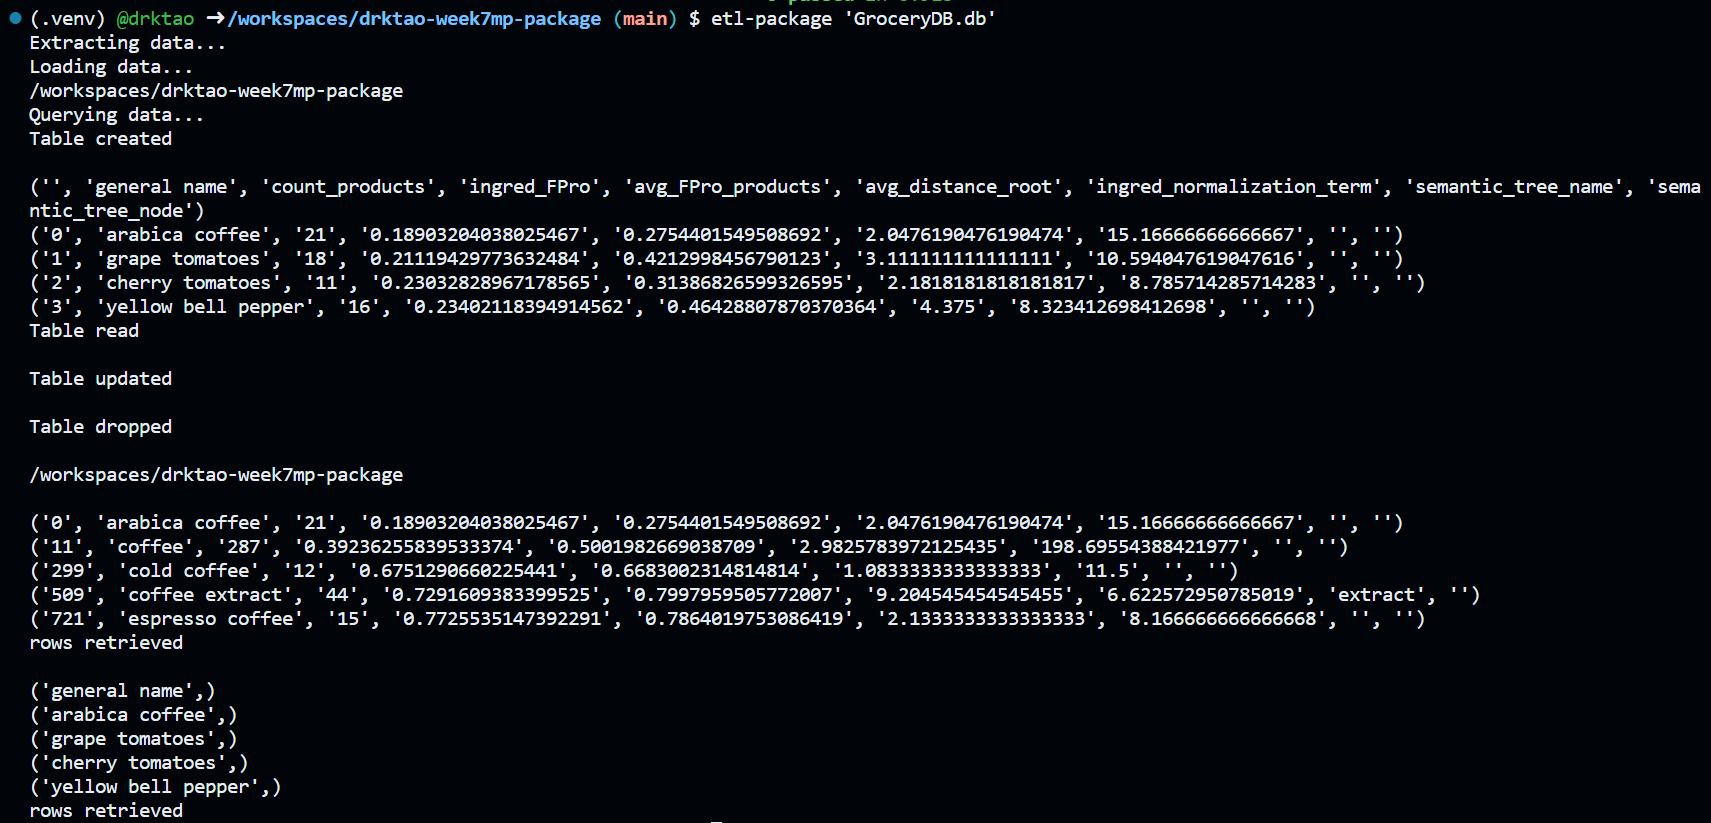 (.venv) @drktao ➜ /workspaces/drktao-week7mp-package (main) $ etl-package 'GroceryDB.db'
Extracting data...
Loading data...
/workspaces/drktao-week7mp-package
Querying data...
Table created
('', 'general name', 'count_products', 'ingred_FPro', 'avg_FPro_products', 'avg_distance_root', 'ingred_normalization_term', 'semantic_tree_name', 'sema
ntic_tree_node')
('0', 'arabica coffee', '21', '0.18903204038025467', '0.2754401549508692', '2.0476190476190474', '15.16666666666667', '', '')
('1', 'grape tomatoes', '18', '0.21119429773632484', '0.4212998456790123', '3.111111111111111', '10.594047619047616', '', '')
('2', 'cherry tomatoes', '11', '0.23032828967178565', '0.31386826599326595', '2.1818181818181817', '8.785714285714283', '', '')
('3', 'yellow bell pepper', '16', '0.23402118394914562', '0.46428807870370364', '4.375', '8.323412698412698', '', '')
Table read
Table updated
Table dropped
/workspaces/drktao-week7mp-package
('0', 'arabica coffee', '21', '0.18903204038025467', '0.2754401549508692', '2.0476190476190474', '15.16666666666667', '', '')
('11', 'coffee', '287', '0.39236255839533374', '0.5001982669038709', '2.9825783972125435', '198.69554388421977', '', '')
('299', 'cold coffee', '12', '0.6751290660225441', '0.6683002314814814', '1.0833333333333333', '11.5', '', '')
('509', 'coffee extract', '44', '0.7291609383399525', '0.7997959505772007', '9.204545454545455', '6.622572950785019', 'extract', '')
('721', 'espresso coffee', '15', '0.7725535147392291', '0.7864019753086419', '2.1333333333333333', '8.166666666666668', '', '')
rows retrieved
('general name',)
('arabica coffee',)
('grape tomatoes',)
('cherry tomatoes',)
('yellow bell pepper',)
rows retrieved